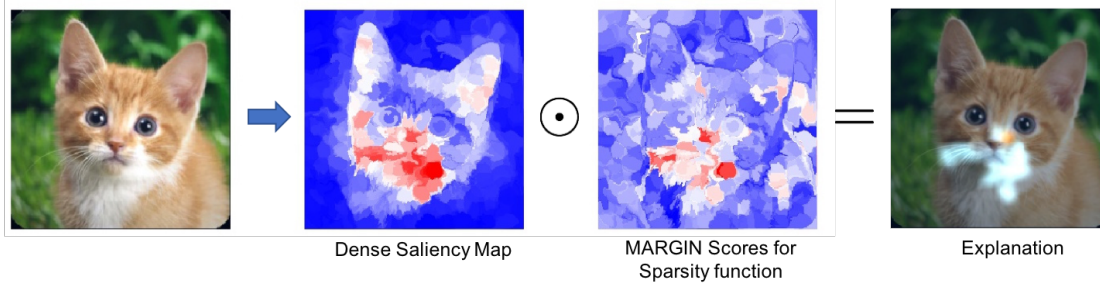 Dense Saliency Map
MARGIN Scores for
Sparsity function
Explanation